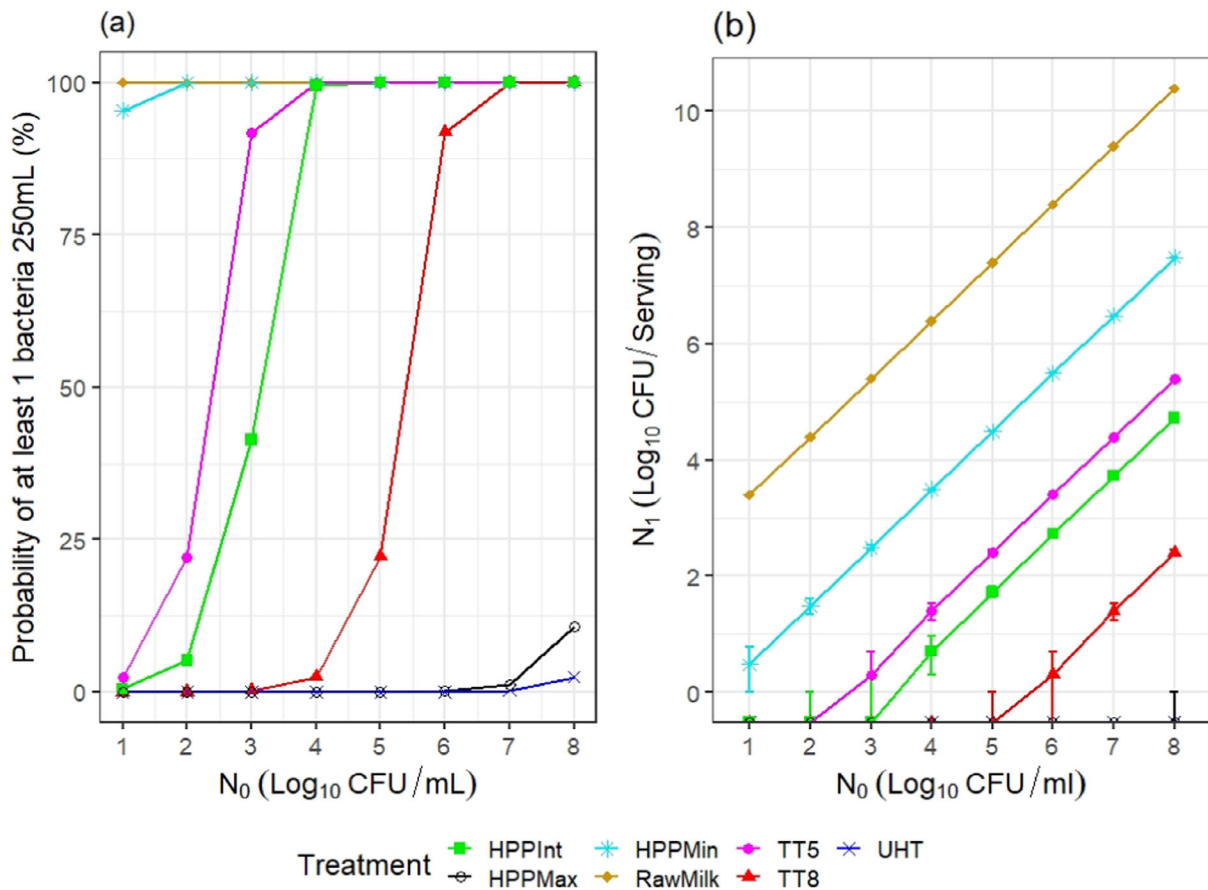 (a)
Probability of at least 1 bacteria 250mL (%)
100
75
50
25
0
1 2 3 4 5 6 7 8
N₀ (Log₁₀ CFU/mL)
(b)
N₁ (Log₁₀ CFU/Serving)
10
8
6
4
2
0
1 2 3 4 5 6 7 8
N₀ (Log₁₀ CFU/ml)
Treatment
HPPInt HPPMin TT5 UHT
HPPMax RawMilk TT8